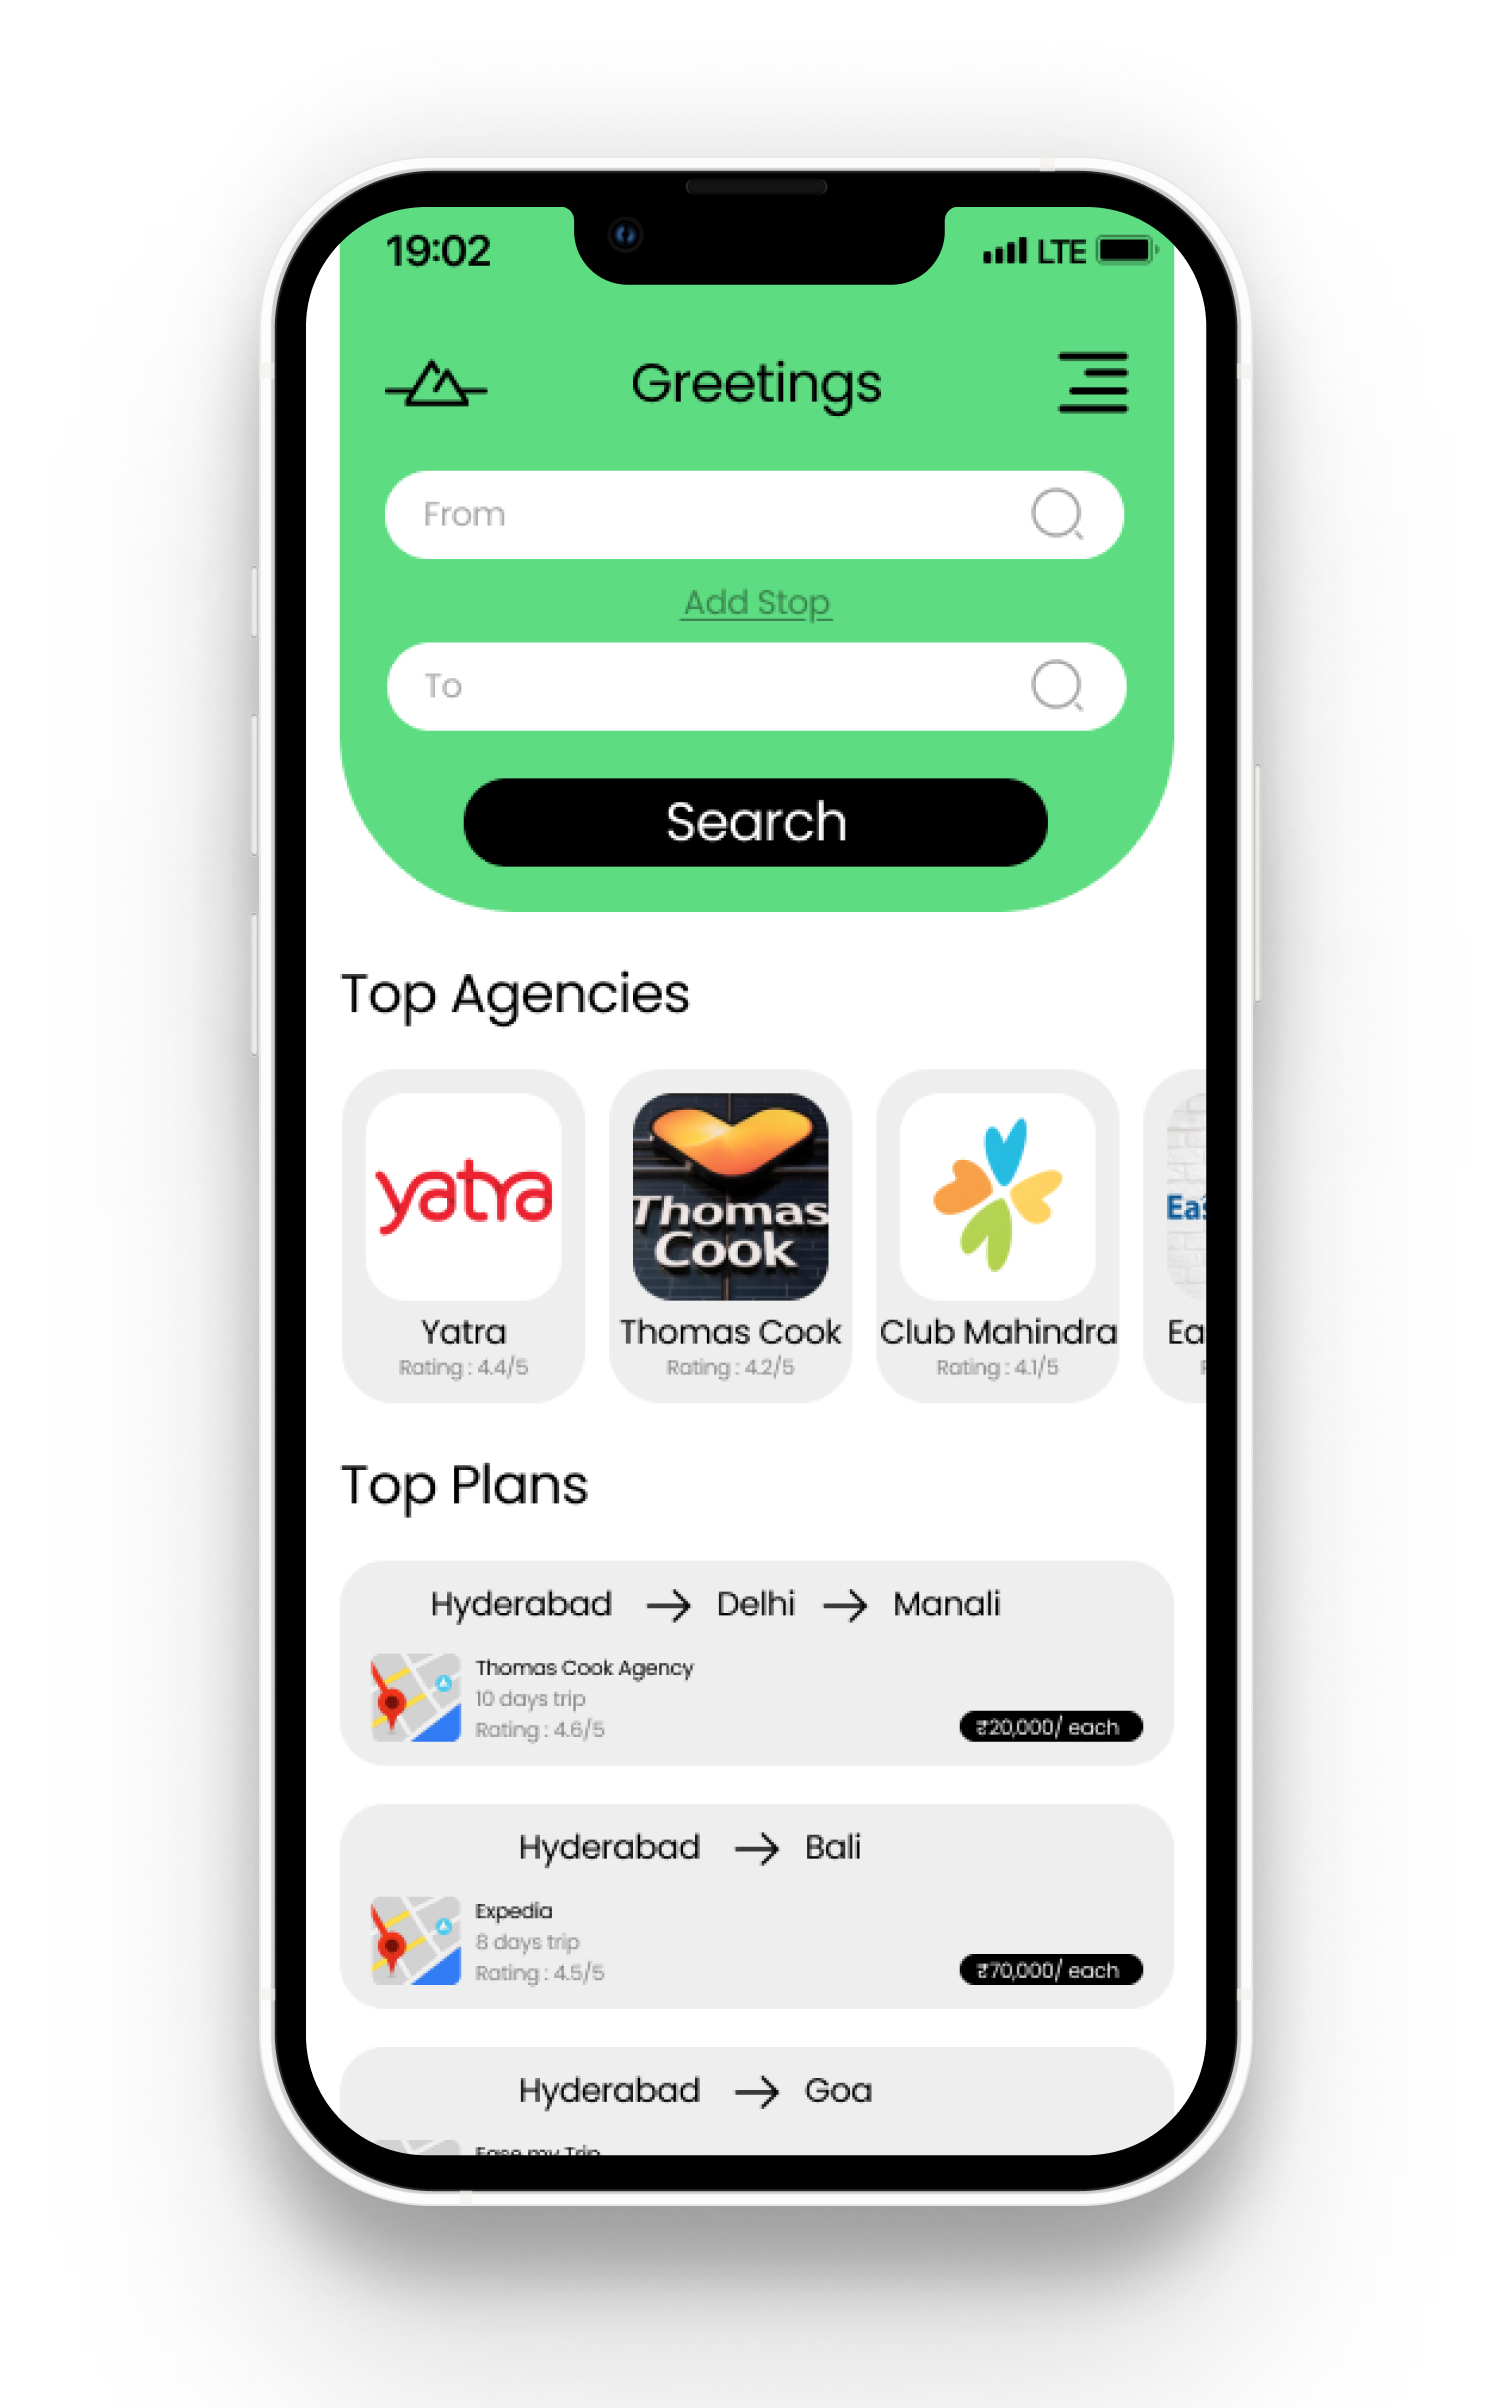 19:02
LTE
Greetings
From
Add Stop
To
Search
Top Agencies
yatra
Thomas
Cook
Yatra
Rating : 4.4/5
Thomas Cook
Rating : 4.2/5
Club Mahindra
Rating : 4.1/5
Top Plans
Hyderabad → Delhi → Manali
Thomas Cook Agency
10 days trip
Rating : 4.6/5
₹20,000/ each
Hyderabad → Bali
Expedia
8 days trip
Rating : 4.5/5
₹70,000/ each
Hyderabad → Goa
Ease my Trip